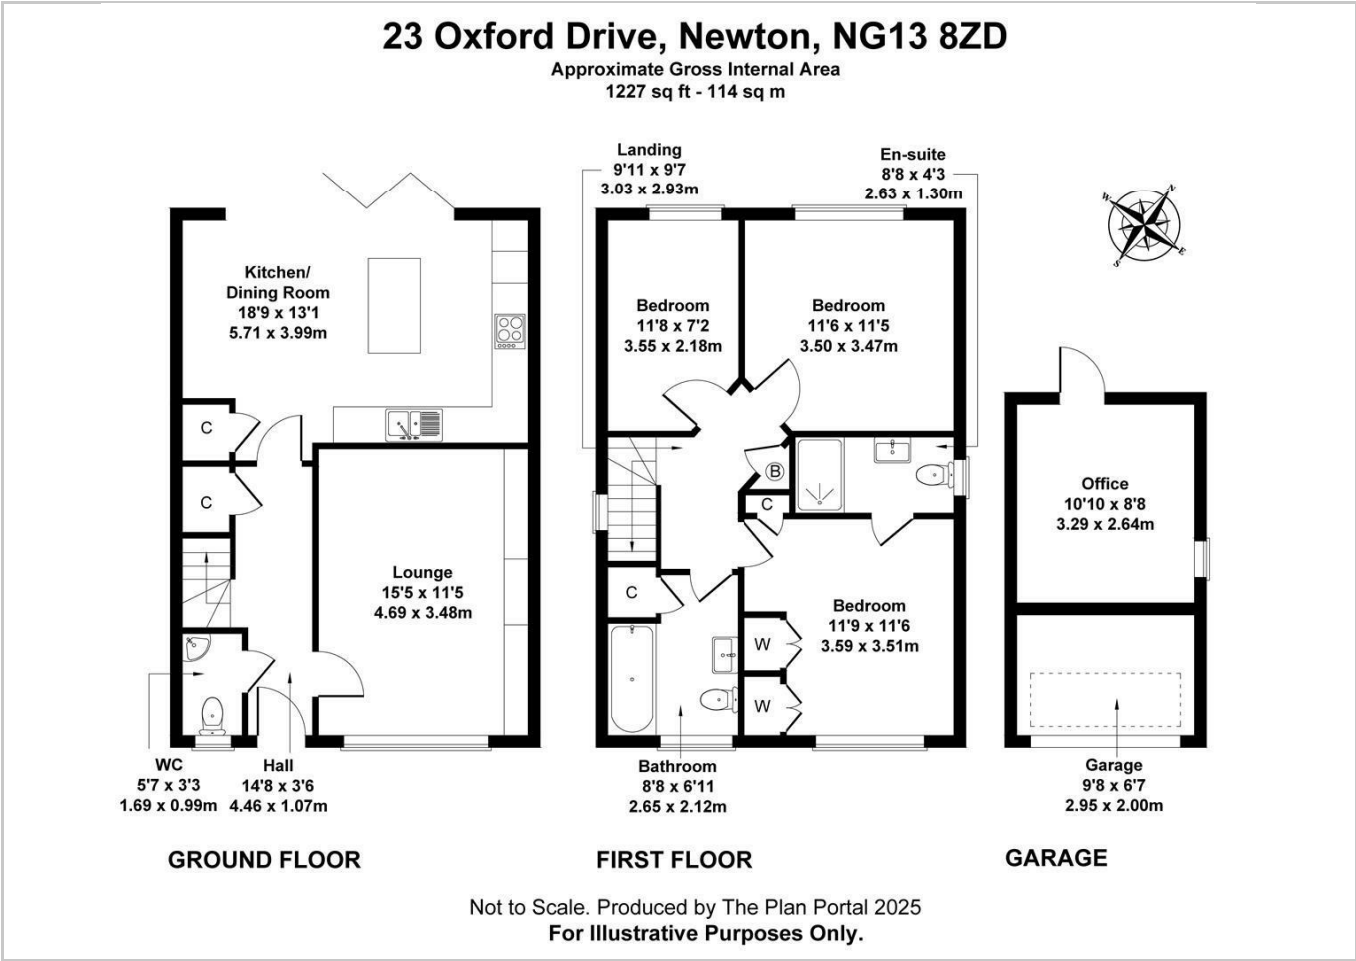 23 Oxford Drive, Newton, NG13 8ZD
Approximate Gross Internal Area
1227 sq ft - 114 sq m
Landing
9'11 x 9'7
3.03 x 2.93m
En-suite
8'8 x 4'3
2.63 x 1.30m
N
W
E
S
Kitchen/
Dining Room
18'9 x 13'1
5.71 x 3.99m
C
C
Lounge
15'5 x 11'5
4.69 x 3.48m
WC
5'7 x 3'3
1.69 x 0.99m
Hall
14'8 x 3'6
4.46 x 1.07m
Bedroom
11'8 x 7'2
3.55 x 2.18m
Bedroom
11'6 x 11'5
3.50 x 3.47m
B
C
C
Bedroom
11'9 x 11'6
3.59 x 3.51m
W
W
Bathroom
8'8 x 6'11
2.65 x 2.12m
Office
10'10 x 8'8
3.29 x 2.64m
Garage
9'8 x 6'7
2.95 x 2.00m
GROUND FLOOR
FIRST FLOOR
GARAGE
Not to Scale. Produced by The Plan Portal 2025
For Illustrative Purposes Only.